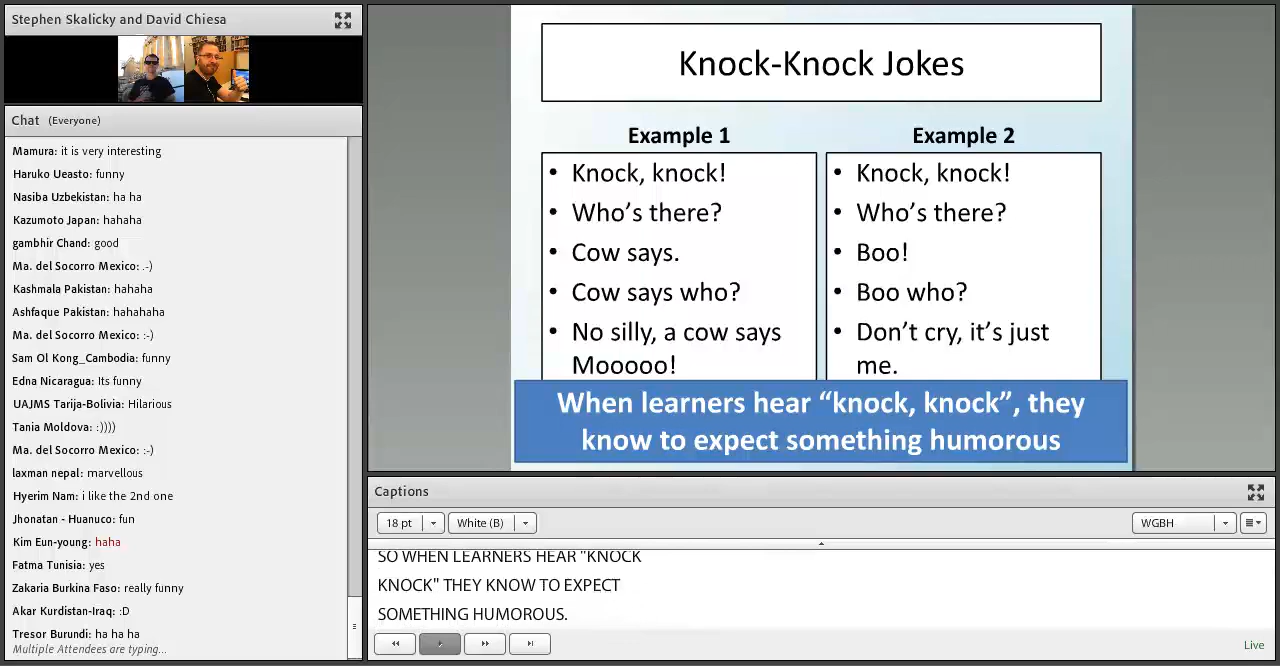 Stephen Skalicky and David Chiesa
Chat (Everyone)
Mamura: it is very interesting
Haruko Ueasto: funny
Nasiba Uzbekistan: ha ha
Kazumoto Japan: hahaha
gambhir Chand: good
Ma. del Socorro Mexico: .-)
Kashmala Pakistan: hahaha
Ashfaque Pakistan: hahahaha
Ma. del Socorro Mexico: :-)
Sam Ol Kong_Cambodia: funny
Edna Nicaragua: Its funny
UAJMS Tarija-Bolivia: Hilarious
Tania Moldova: :))))
Ma. del Socorro Mexico: :-)
laxman nepal: marvellous
Hyerim Nam: i like the 2nd one
Jhonatan - Huanuco: fun
Kim Eun-young: haha
Fatma Tunisia: yes
Zakaria Burkina Faso: really funny
Akar Kurdistan-Iraq: :D
Tresor Burundi: ha ha ha
Multiple Attendees are typing...
Knock-Knock Jokes
Example 1
• Knock, knock!
• Who’s there?
• Cow says.
• Cow says who?
• No silly, a cow says
Mooooo!
Example 2
• Knock, knock!
• Who’s there?
• Boo!
• Boo who?
• Don’t cry, it’s just
me.
When learners hear “knock, knock”, they
know to expect something humorous
Captions
18 pt
White (B)
WGBH
SO WHEN LEARNERS HEAR "KNOCK
KNOCK" THEY KNOW TO EXPECT
SOMETHING HUMOROUS.
Live